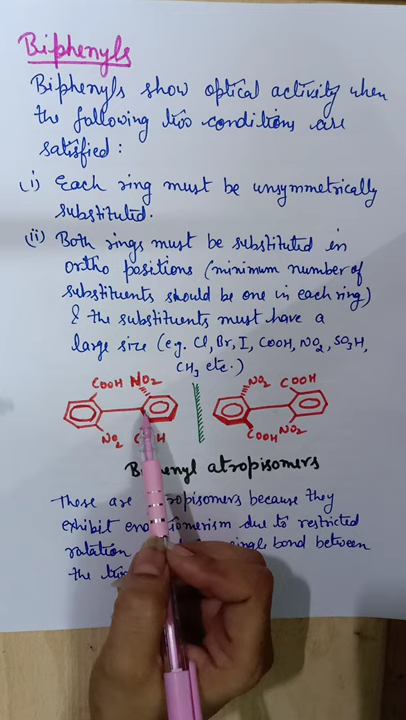 Biphenyls
Biphenyls show optical activity when
the following two conditions are
satisfied :
(i) Each ring must be unsymmetrically
substituted.
(ii) Both rings must be substituted in
ortho positions (minimum number of
substituents should be one in each ring)
& the substituents must have a
large size (eg. Cl, Br, I, COOH, NO2, SO3H,
CH3 etc.)
COOH NO2 NO2 COOH
NO2 COOH NO2
atropisomers
These are because they
exhibit due to restricted
rotation bond between
the